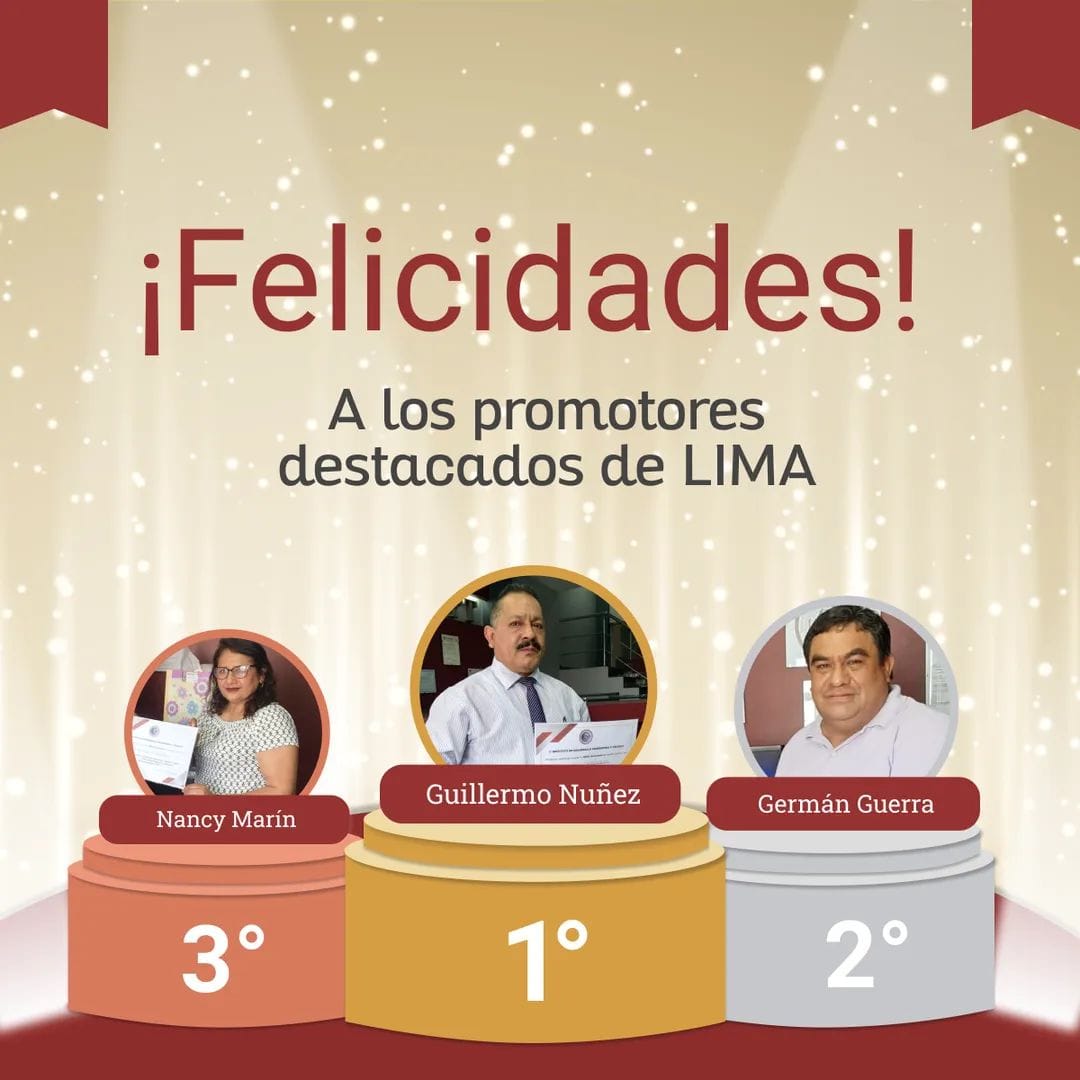 ¡Felicidades!
A los promotores
destacados de LIMA
Nancy Marín
Guillermo Nuñez
Germán Guerra
3°
1°
2°